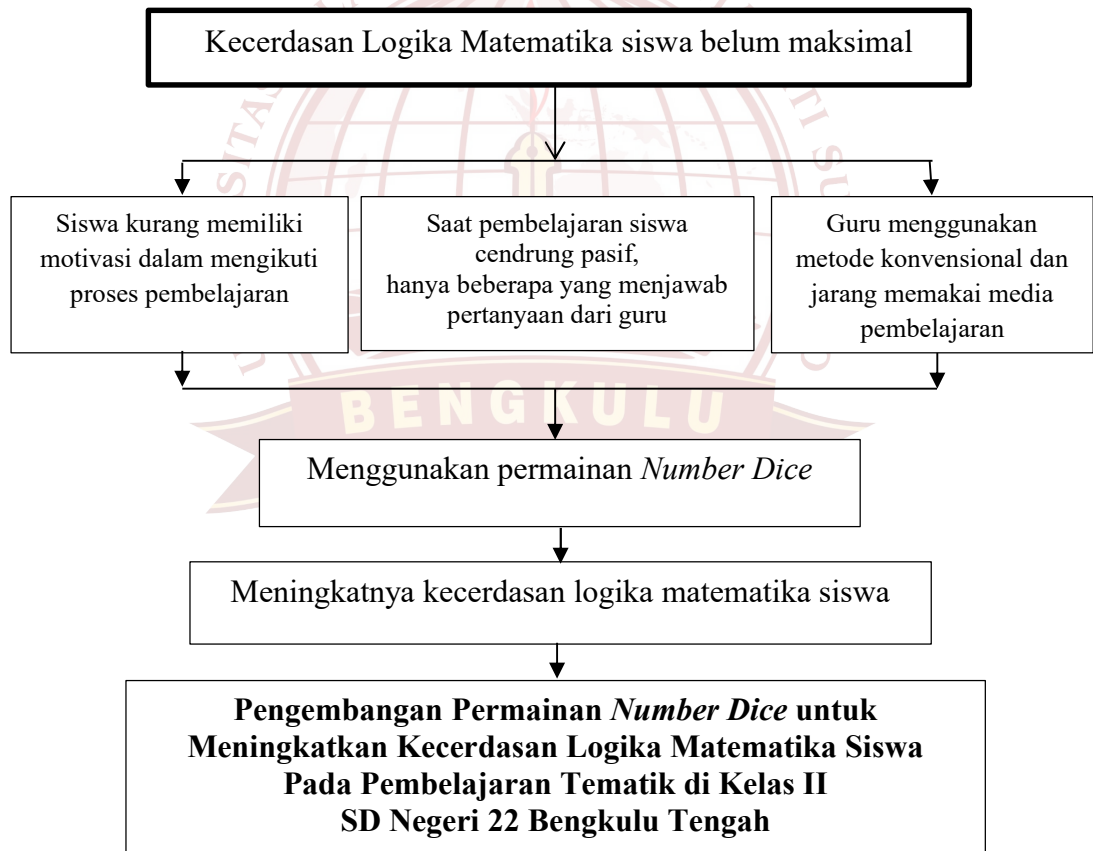 Kecerdasan Logika Matematika siswa belum maksimal
Siswa kurang memiliki
motivasi dalam mengikuti
proses pembelajaran
Saat pembelajaran siswa
cendrung pasif,
hanya beberapa yang menjawab
pertanyaan dari guru
Guru menggunakan
metode konvensional dan
jarang memakai media
pembelajaran
BENGKULU
Menggunakan permainan Number Dice
Meningkatnya kecerdasan logika matematika siswa
Pengembangan Permainan Number Dice untuk
Meningkatkan Kecerdasan Logika Matematika Siswa
Pada Pembelajaran Tematik di Kelas II
SD Negeri 22 Bengkulu Tengah